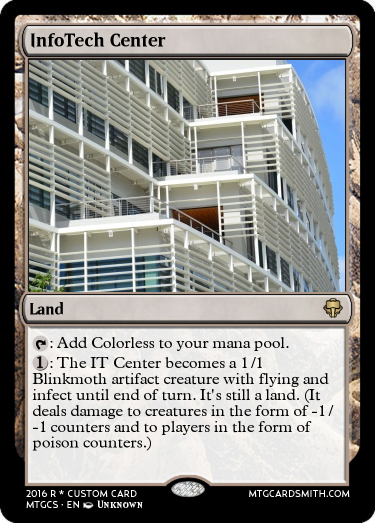 InfoTech Center
Land
: Add Colorless to your mana pool.
1: The IT Center becomes a 1/1
Blinkmoth artifact creature with flying and
infect until end of turn. It's still a land. (It
deals damage to creatures in the form of -1/
-1 counters and to players in the form of
poison counters.)
2016 R * CUSTOM CARD
MTGCS · EN Unknown
MTGCARDSMITH.COM